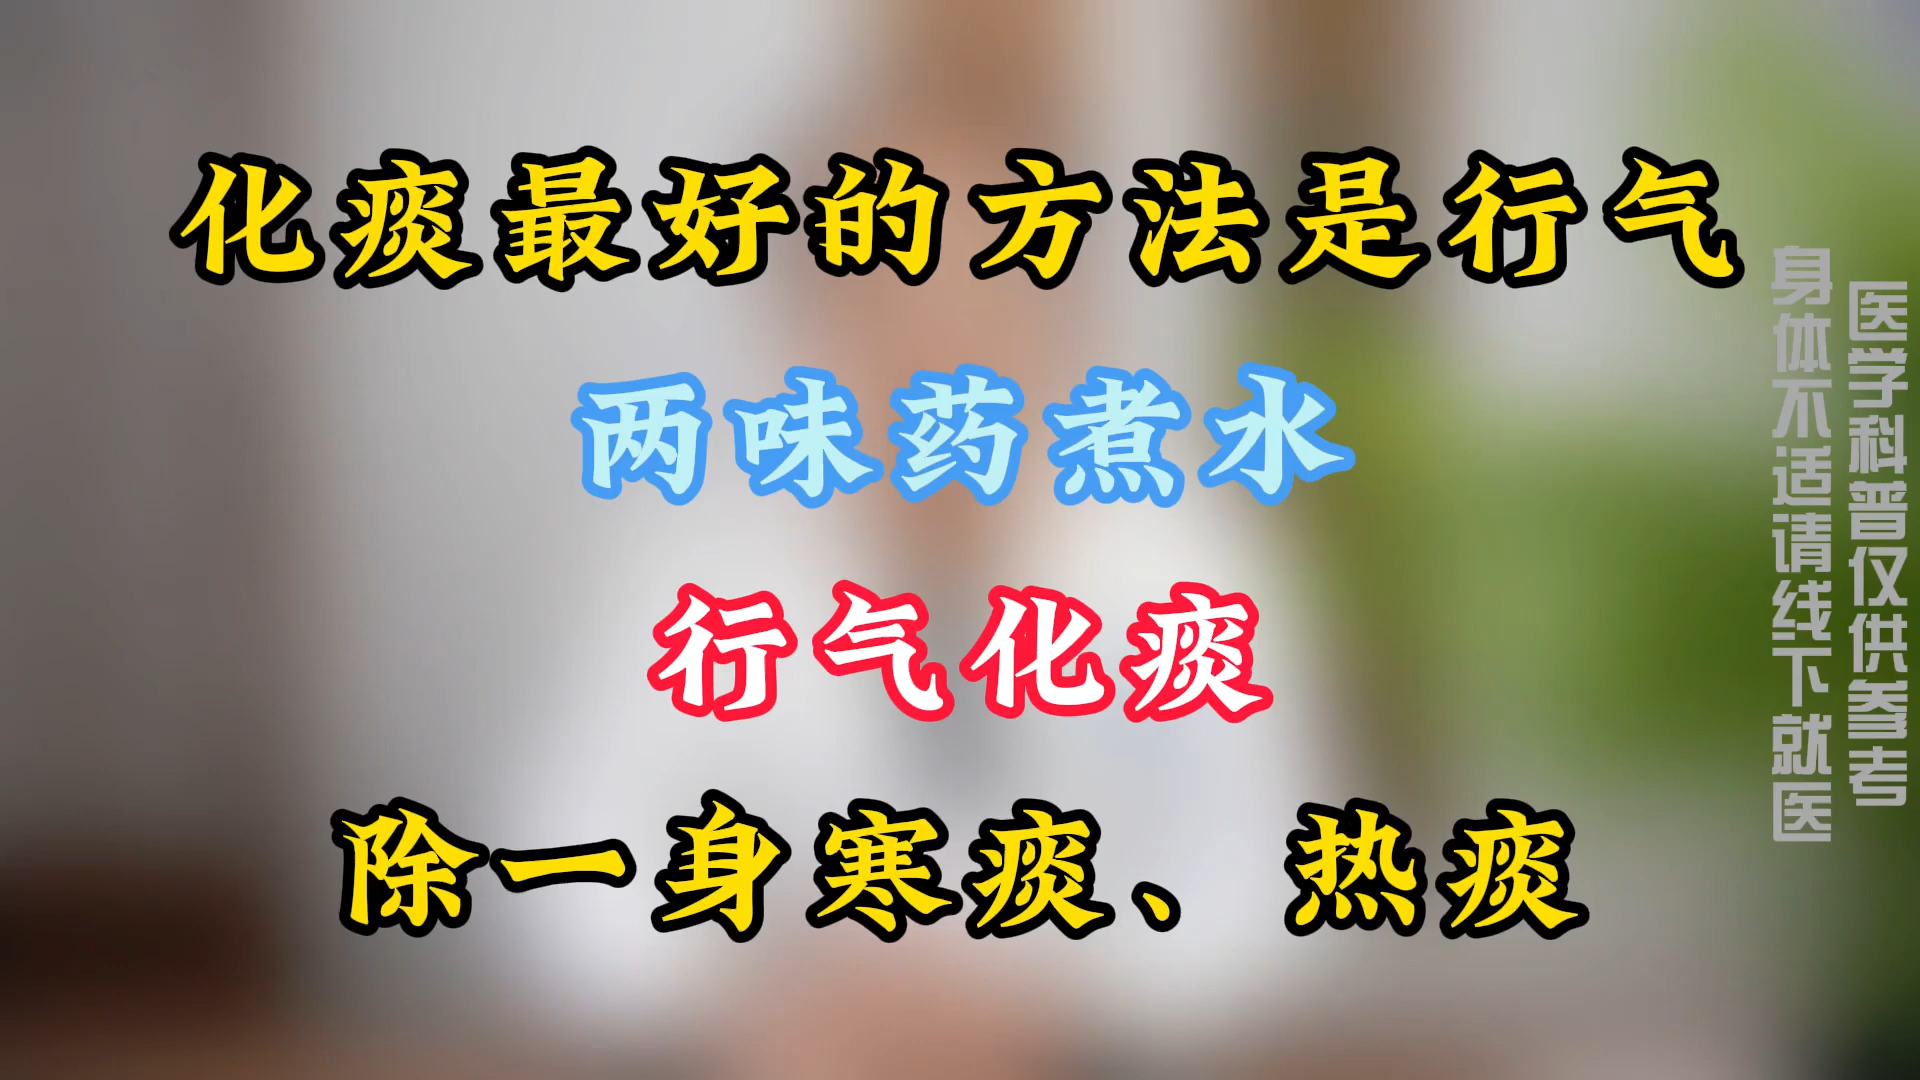 化痰最好的方法是行气
两味药煮水
行气化痰
除一身寒痰、热痰
医学科普仅供参考
身体不适请线下就医